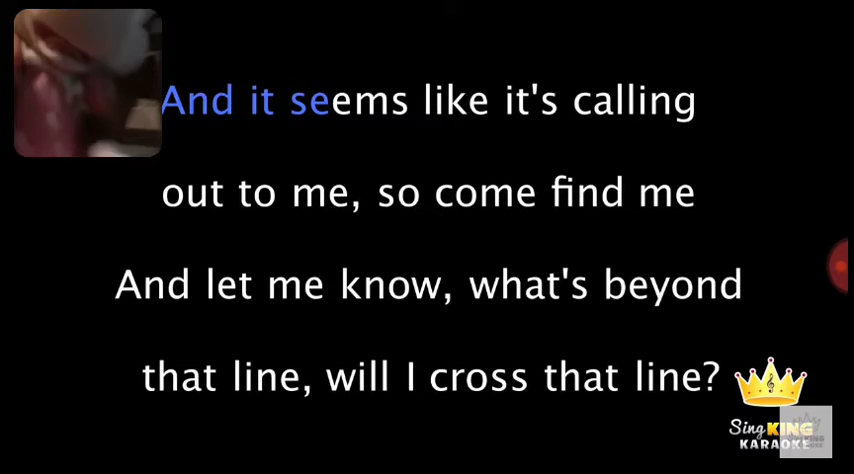 And it seems like it's calling
out to me, so come find me
And let me know, what's beyond
that line, will I cross that line?
Sing KING
KARAOKE